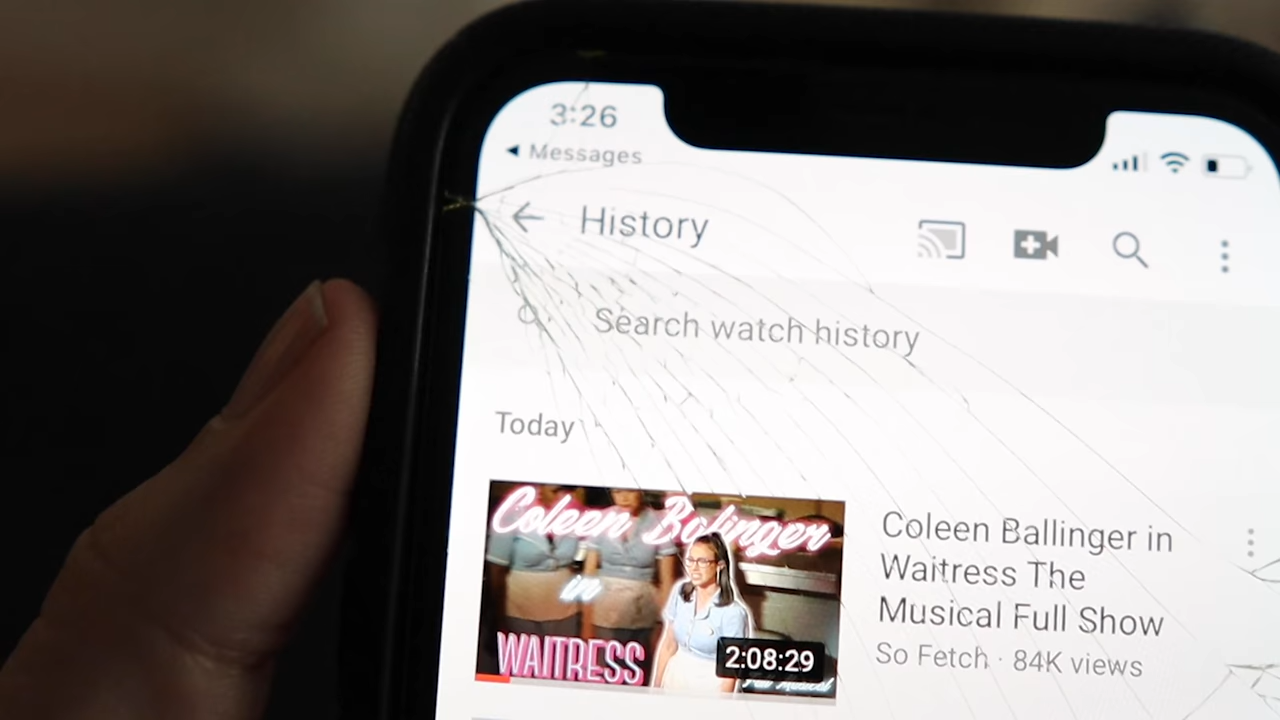 3:26
◄ Messages
History
Search watch history
Today
Coleen Balinger
in
WAITRESS
2:08:29
Coleen Ballinger in
Waitress The
Musical Full Show
So Fetch · 84K views